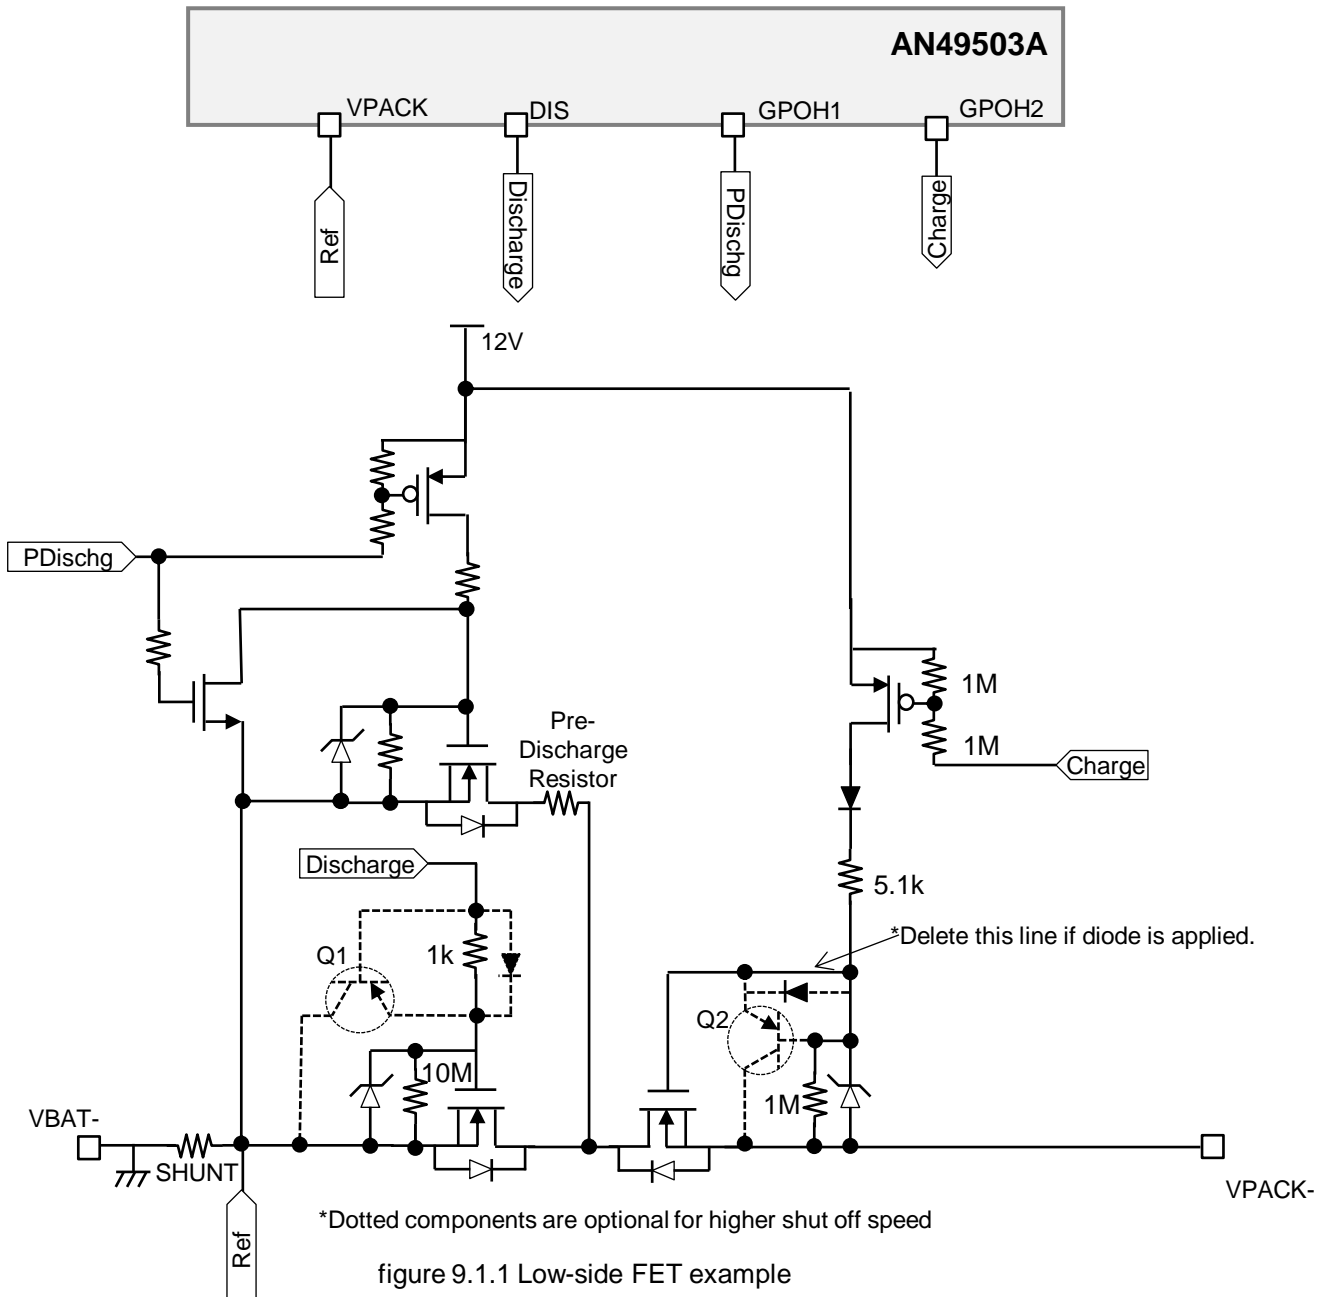 AN49503A
VPACK
DIS
GPOH1
GPOH2
Ref
Discharge
PDischg
Charge
12V
PDischg
1M
1M
Charge
Pre-
Discharge
Resistor
Discharge
5.1k
*Delete this line if diode is applied.
Q1
1k
Q2
10M
1M
VBAT-
SHUNT
VPACK-
Ref
*Dotted components are optional for higher shut off speed
figure 9.1.1 Low-side FET example